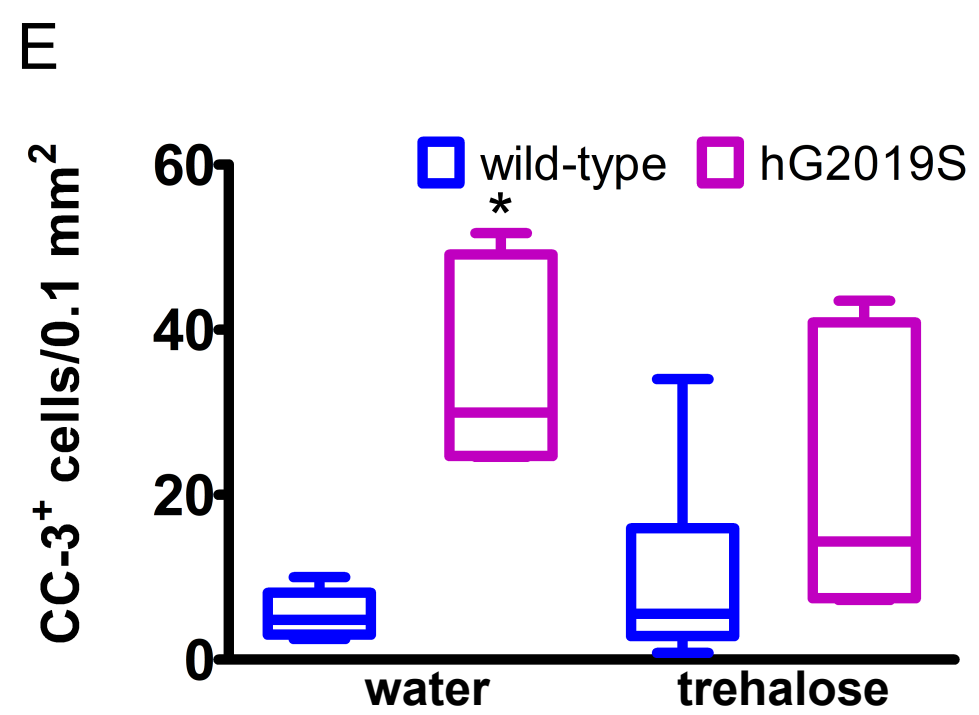 E
CC-3⁺ cells/0.1 mm²
wild-type hG2019S
*
60
40
20
0
water trehalose